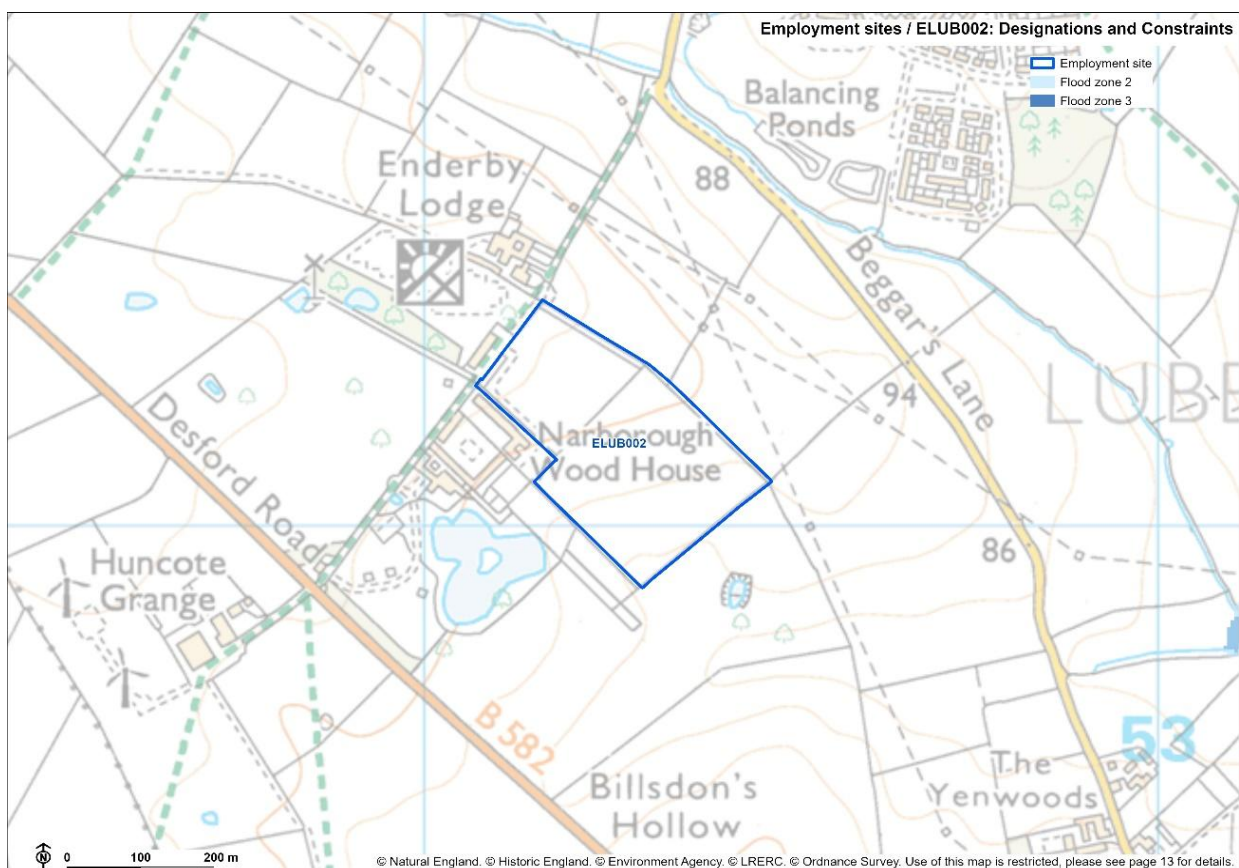 Employment sites / ELUB002: Designations and Constraints
Employment site
Flood zone 2
Flood zone 3
Balancing
Ponds
Enderby
Lodge
88
Beggar's Lane
LUBB
94
Desford Road
Narborough
ELUB002
Wood House
86
Huncote
Grange
B 582
53
The
Yenwoods
Billsdon's
Hollow
N
0 100 200 m
© Natural England. © Historic England. © Environment Agency. © LRERC. © Ordnance Survey. Use of this map is restricted, please see page 13 for details.